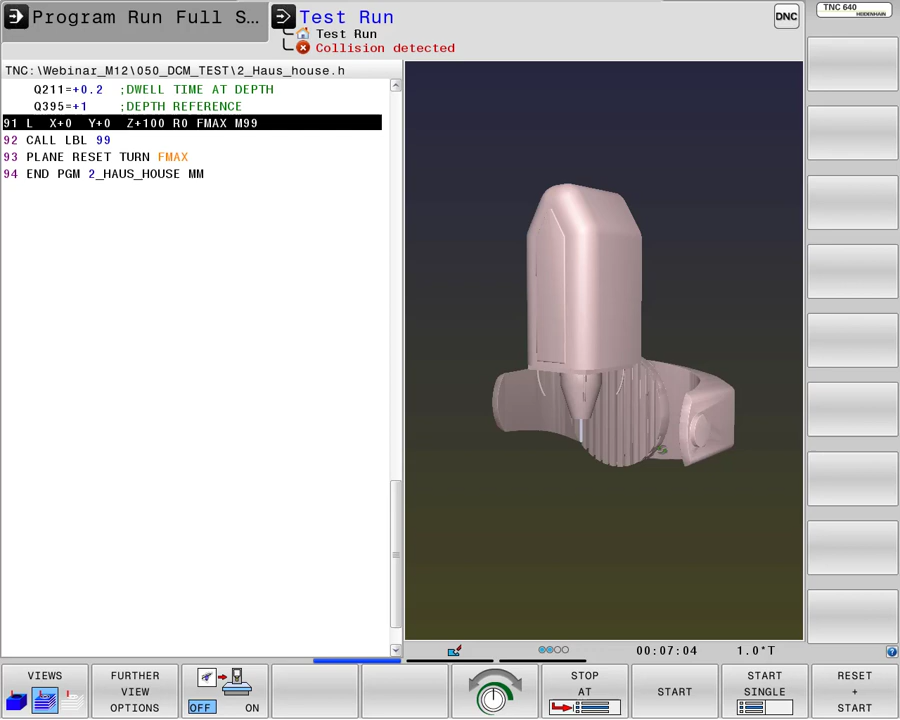 Program Run Full S...
Test Run
Test Run
Collision detected
DNC
TNC 640
HEIDENHAIN
TNC:\Webinar_M12\050_DCM_TEST\2_Haus_house.h
Q211=+0.2 ;DWELL TIME AT DEPTH
Q395=+1 ;DEPTH REFERENCE
91 L X+0 Y+0 Z+100 R0 FMAX M99
92 CALL LBL 99
93 PLANE RESET TURN FMAX
94 END PGM 2_HAUS_HOUSE MM
00:07:04 1.0*T
VIEWS
FURTHER
VIEW
OPTIONS
OFF ON
STOP
AT
START
START
SINGLE
RESET
+
START